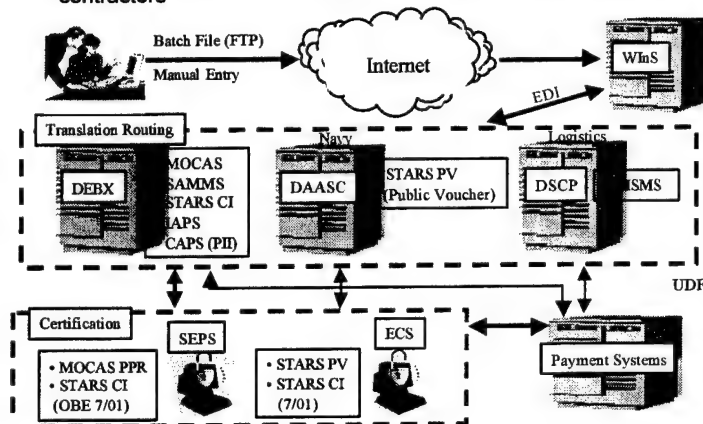 contractors
Batch File (FTP)
Manual Entry
Internet
WInS
EDI
Translation Routing
Navy
Logistics
DEBX
MOCAS
SAMMS
STARS CI
IAPS
CAPS (PII)
DAASC
STARS PV
(Public Voucher)
DSCP
ISMS
UDF
Certification
SEPS
ECS
• MOCAS PPR
• STARS CI
(OBE 7/01)
• STARS PV
• STARS CI
(7/01)
Payment Systems